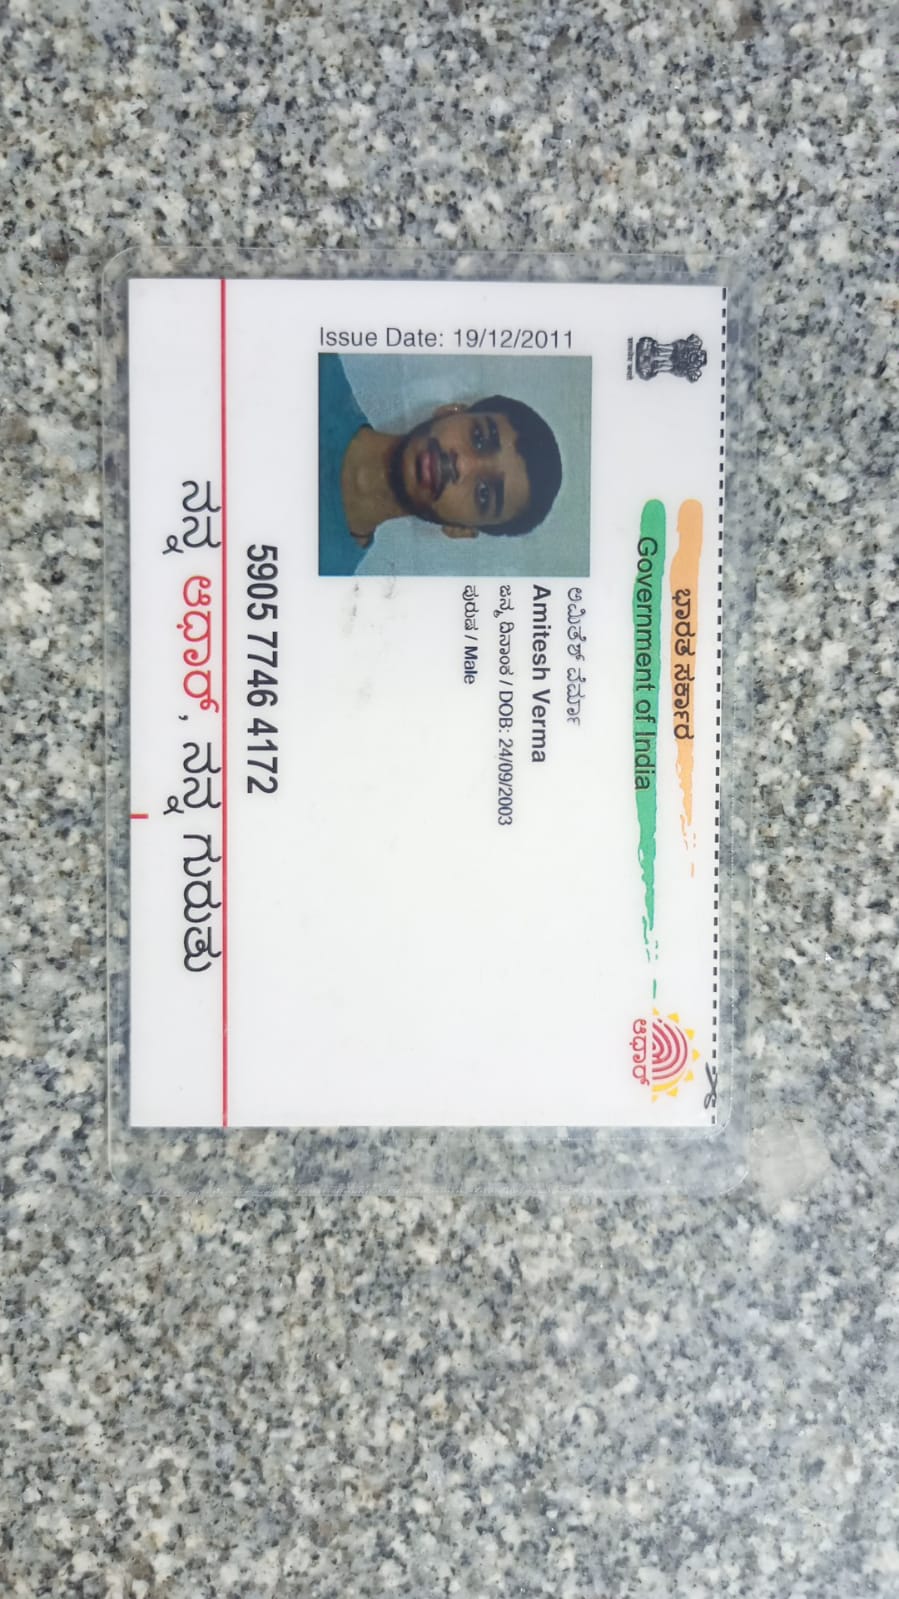 ಭಾರತ ಸರ್ಕಾರ
Government of India
ಆಧಾರ್
Issue Date: 19/12/2011
ಅಮಿತೆಶ್ ವೆರ್ಮಾ
Amitesh Verma
ಜನ್ಮ ದಿನಾಂಕ / DOB: 24/09/2003
ಪುರುಷ / Male
5905 7746 4172
ನನ್ನ ಆಧಾರ್, ನನ್ನ ಗುರುತು